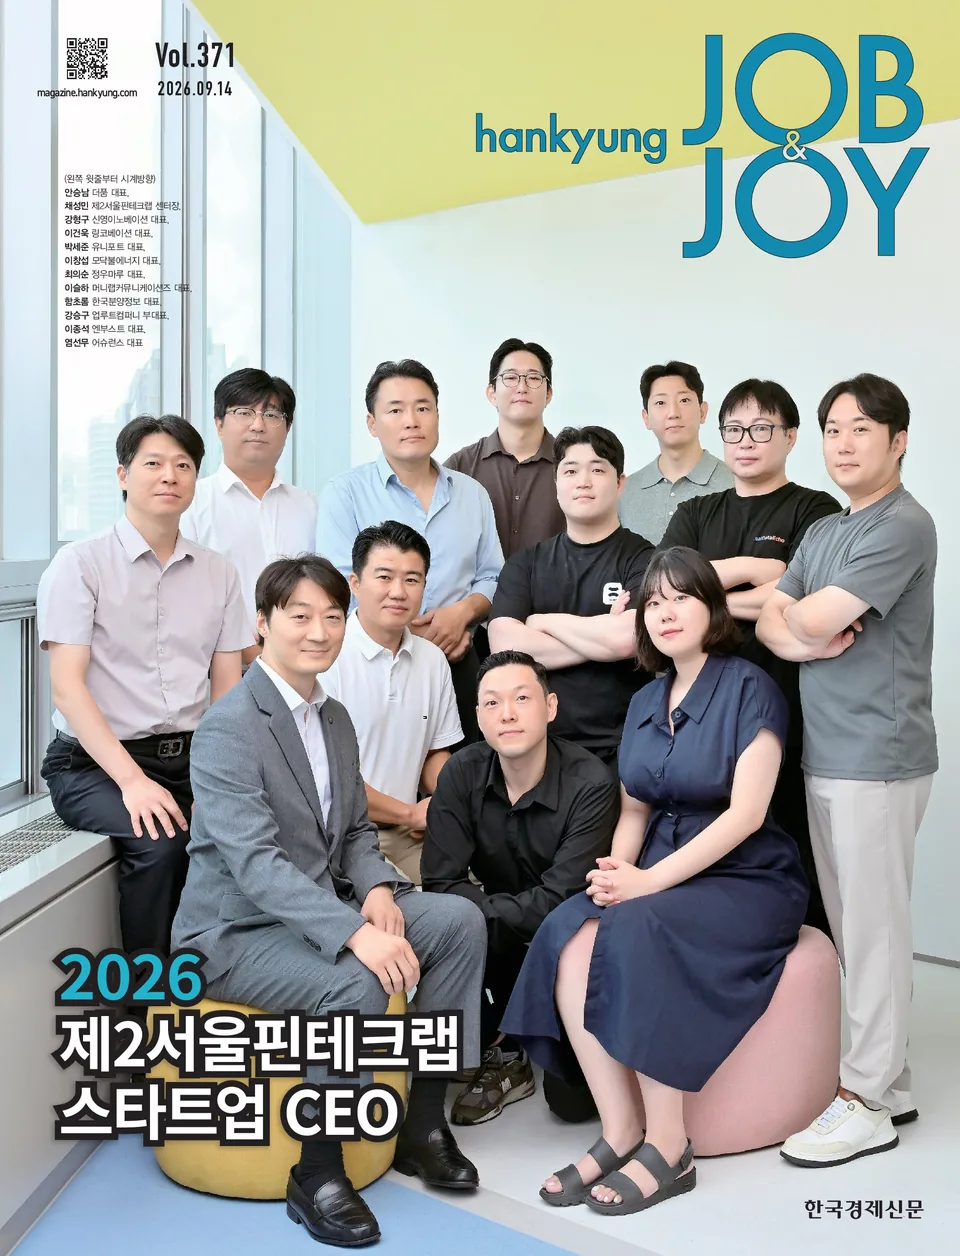 Vol.371
2026.09.14
magazine.hankyung.com
hankyung JOB
&
JOY
(왼쪽 윗줄부터 시계방향)
안승남 더품 대표,
채성민 제2서울핀테크랩 센터장,
강형구 신영이노베이션 대표,
이건욱 링코베이션 대표,
박세준 유니포트 대표,
이창섭 모닥불에너지 대표,
최의순 정우마루 대표,
이슬하 머니랩커뮤니케이션즈 대표,
함초롬 한국분양정보 대표,
강승구 업루트컴퍼니 부대표,
이종석 엔부스트 대표,
염선무 어슈런스 대표
2026
제2서울핀테크랩
스타트업 CEO
한국경제신문